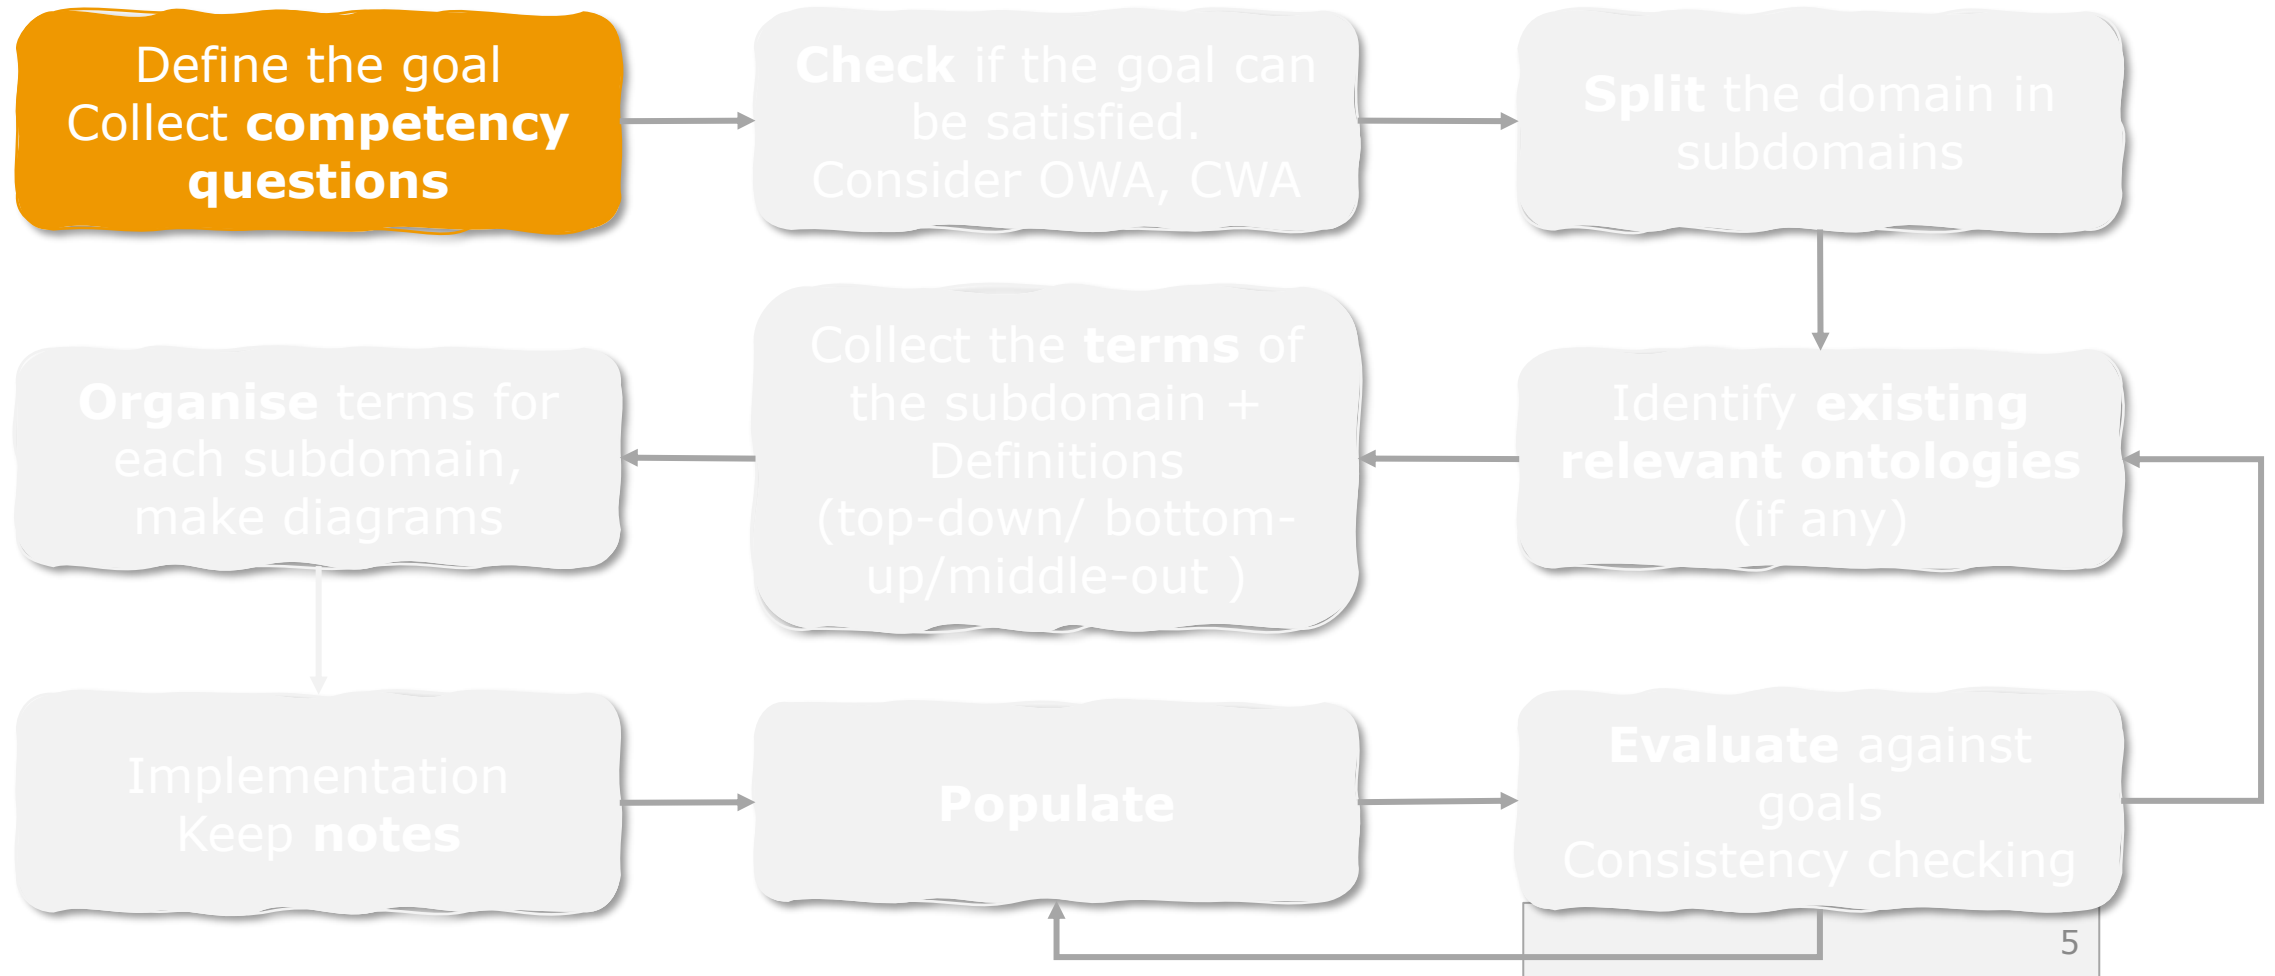 Define the goal
Collect competency
questions
Check if the goal can
be satisfied.
Consider OWA, CWA
Split the domain in
subdomains
Organise terms for
each subdomain,
make diagrams
Collect the terms of
the subdomain +
Definitions
(top-down/ bottom-
up/middle-out )
Identify existing
relevant ontologies
(if any)
Implementation
Keep notes
Populate
Evaluate against
goals
Consistency checking
5